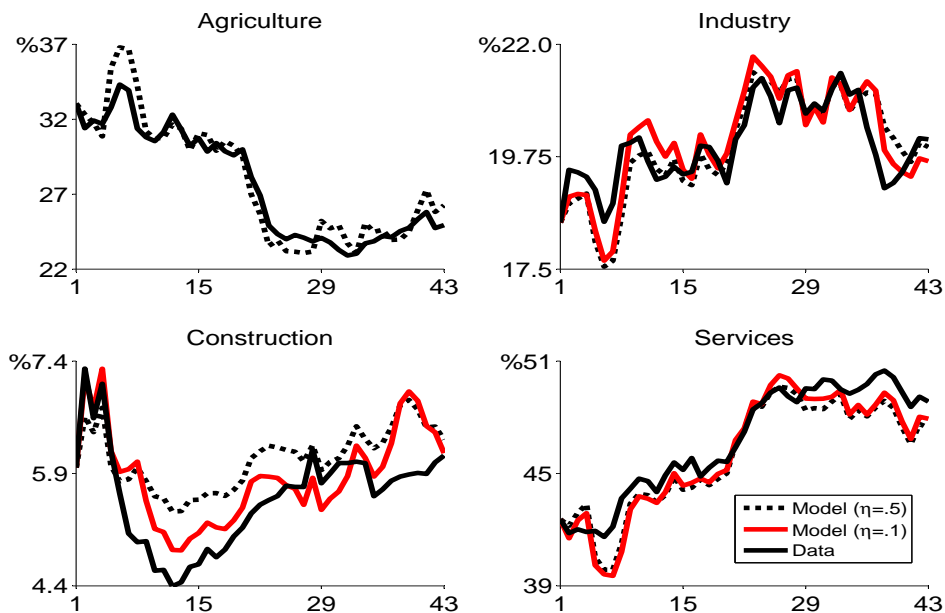 Agriculture
%37
32
27
22
1 15 29 43
Industry
%22.0
19.75
17.5
1 15 29 43
Construction
%7.4
5.9
4.4
1 15 29 43
Services
%51
45
39
1 15 29 43
Model (η=.5)
Model (η=.1)
Data